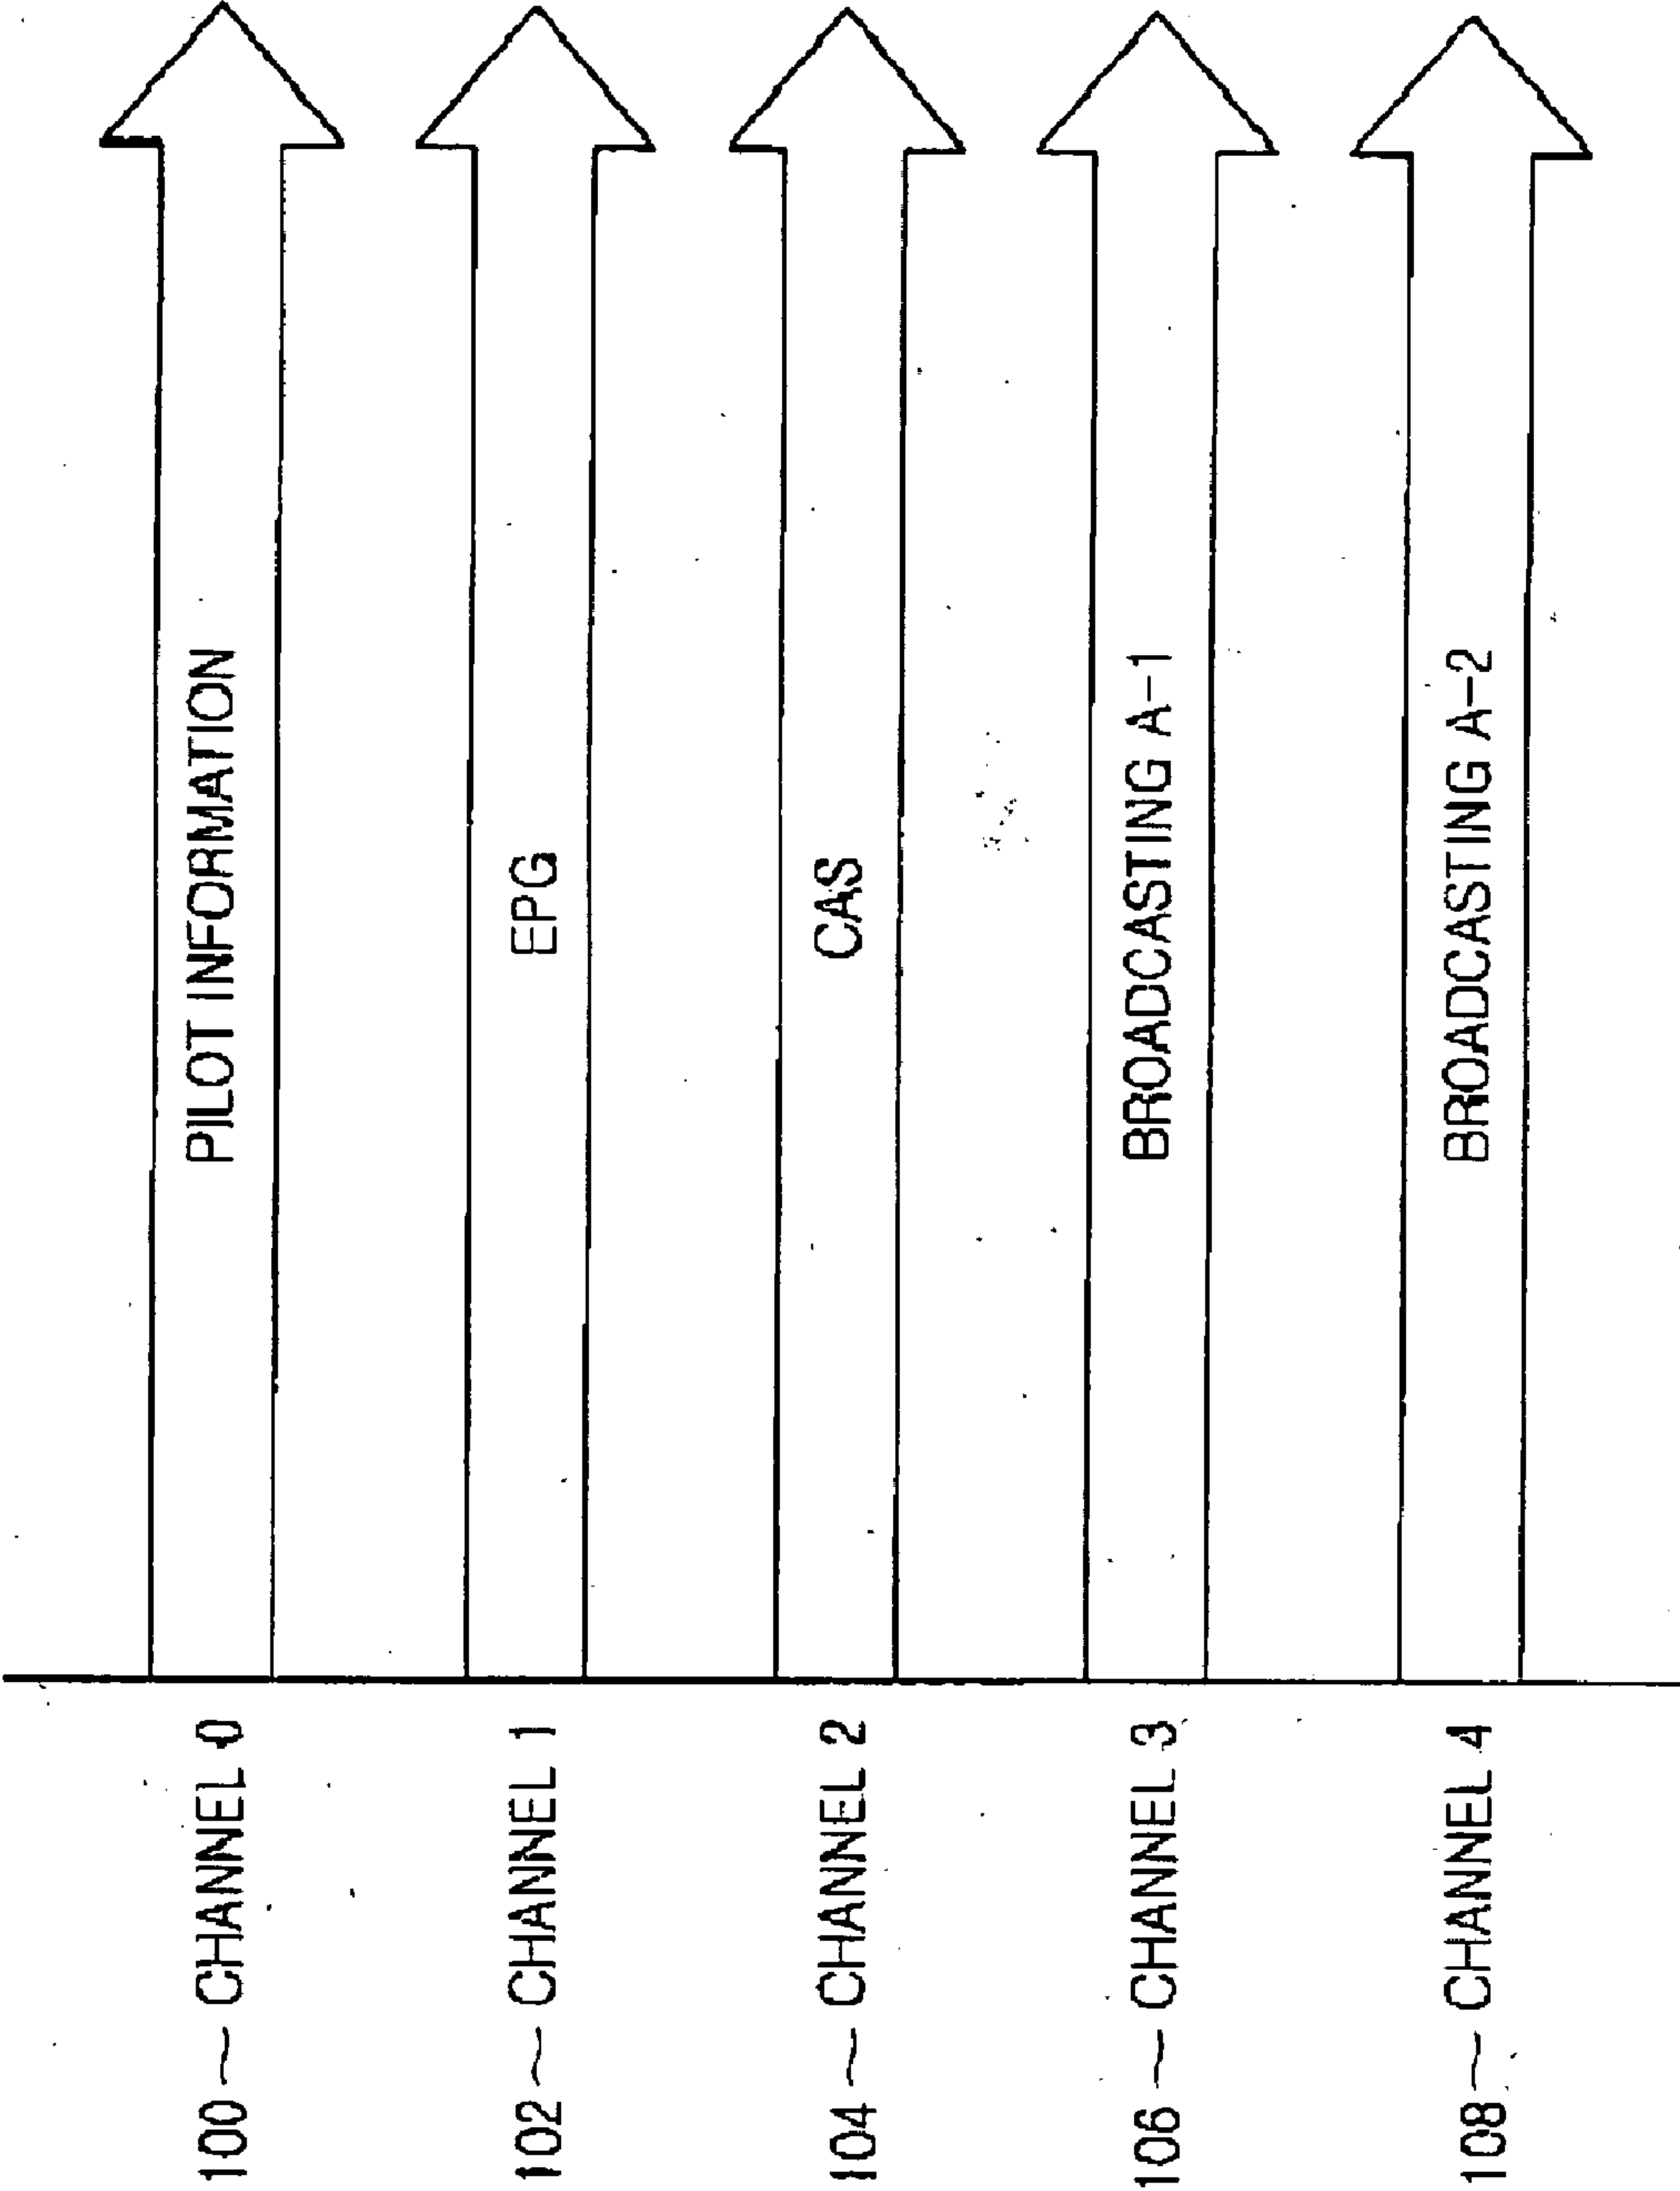 100 ~ CHANNEL 0 PILOT INFORMATION
102 ~ CHANNEL 1 EPG
104 ~ CHANNEL 2 CAS
106 ~ CHANNEL 3 BROADCASTING A-1
108 ~ CHANNEL 4 BROADCASTING A-2